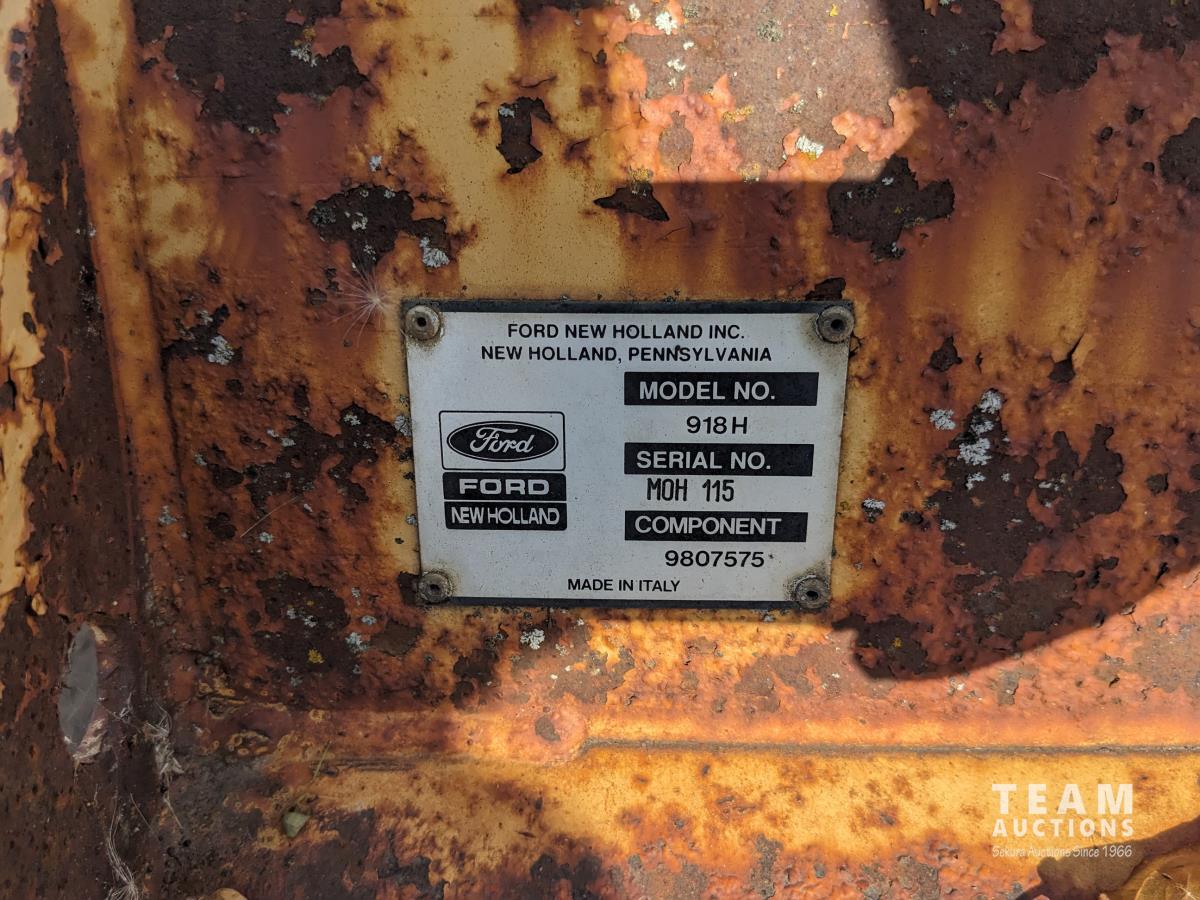 FORD NEW HOLLAND INC.
NEW HOLLAND, PENNSYLVANIA
MODEL NO.
918H
Ford
FORD
NEW HOLLAND
SERIAL NO.
MOH 115
COMPONENT
9807575
MADE IN ITALY
TEAM
AUCTIONS
Sekura Auctions Since 1966